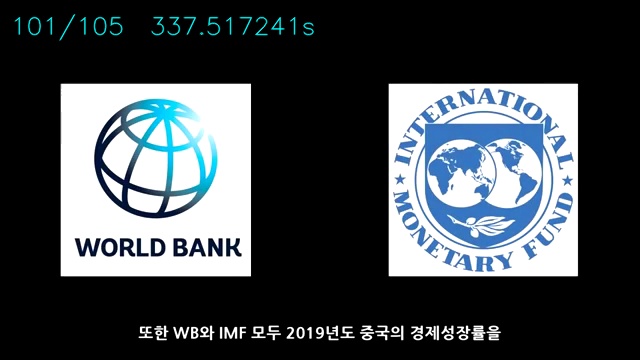 101/105 337.517241s
WORLD BANK
INTERNATIONAL
MONETARY FUND
또한 WB와 IMF 모두 2019년도 중국의 경제성장률을